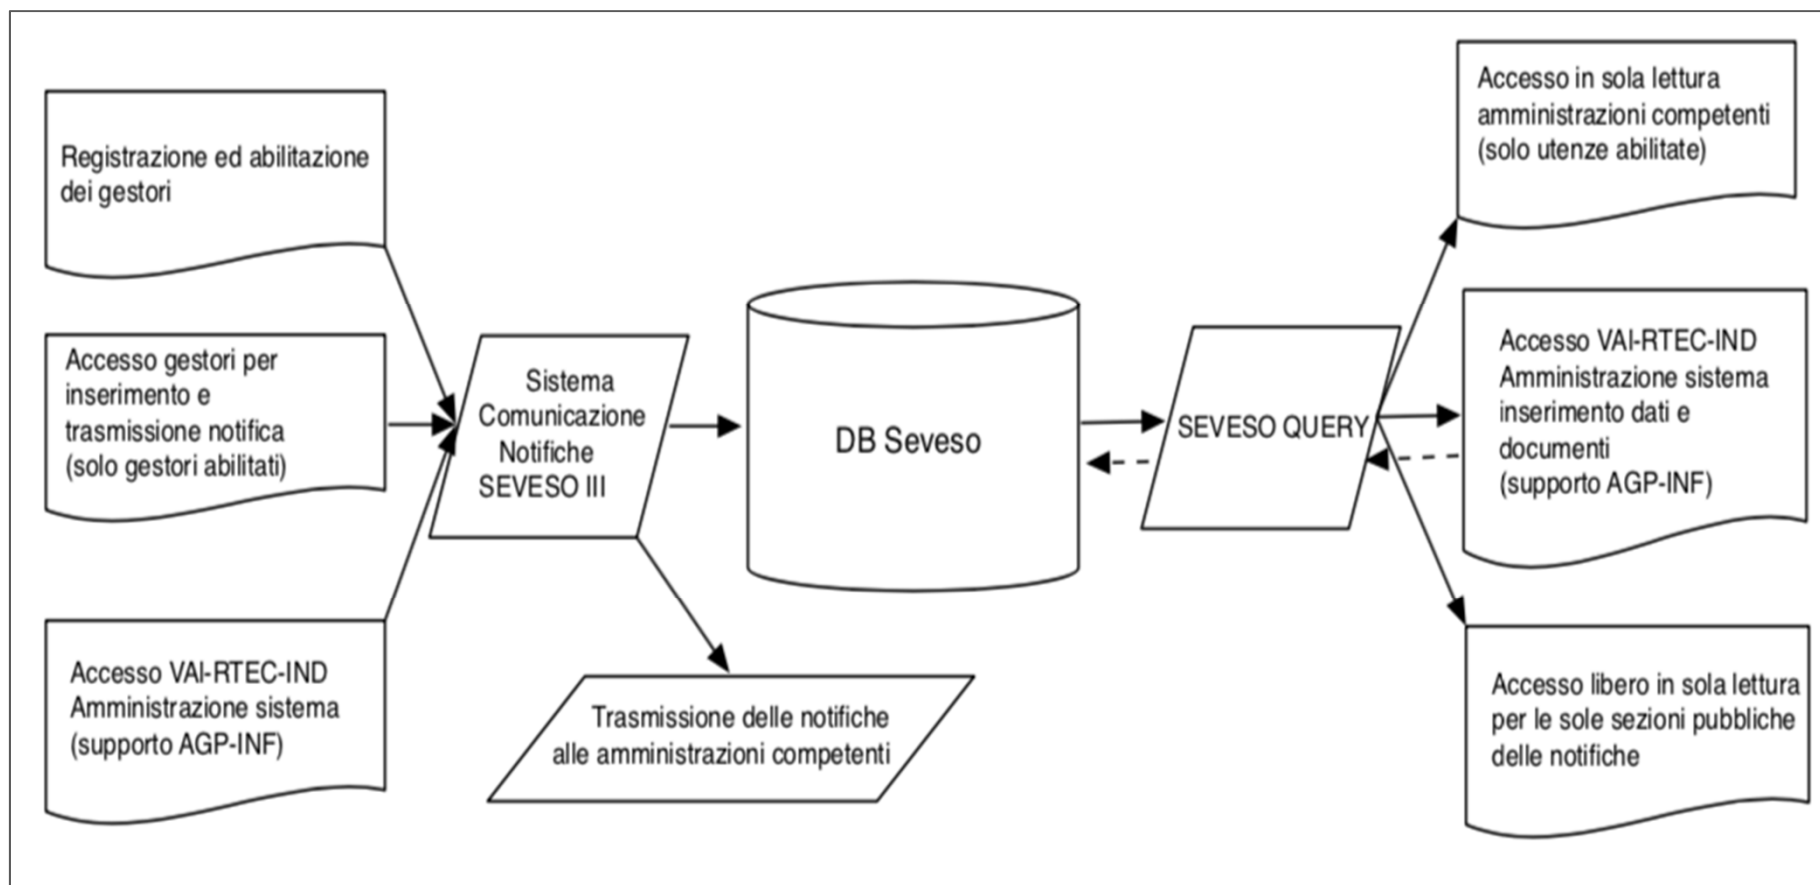 Registrazione ed abilitazione
dei gestori
Accesso gestori per
inserimento e
trasmissione notifica
(solo gestori abilitati)
Accesso VAI-RTEC-IND
Amministrazione sistema
(supporto AGP-INF)
Sistema
Comunicazione
Notifiche
SEVESO III
Trasmissione delle notifiche
alle amministrazioni competenti
DB Seveso
SEVESO QUERY
Accesso in sola lettura
amministrazioni competenti
(solo utenze abilitate)
Accesso VAI-RTEC-IND
Amministrazione sistema
inserimento dati e
documenti
(supporto AGP-INF)
Accesso libero in sola lettura
per le sole sezioni pubbliche
delle notifiche